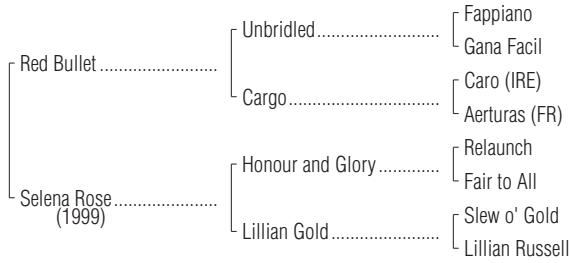 Fappiano
Unbridled
Gana Facil
Red Bullet
Caro (IRE)
Cargo
Aerturas (FR)
Relaunch
Honour and Glory
Fair to All
Selena Rose
(1999)
Slew o' Gold
Lillian Gold
Lillian Russell